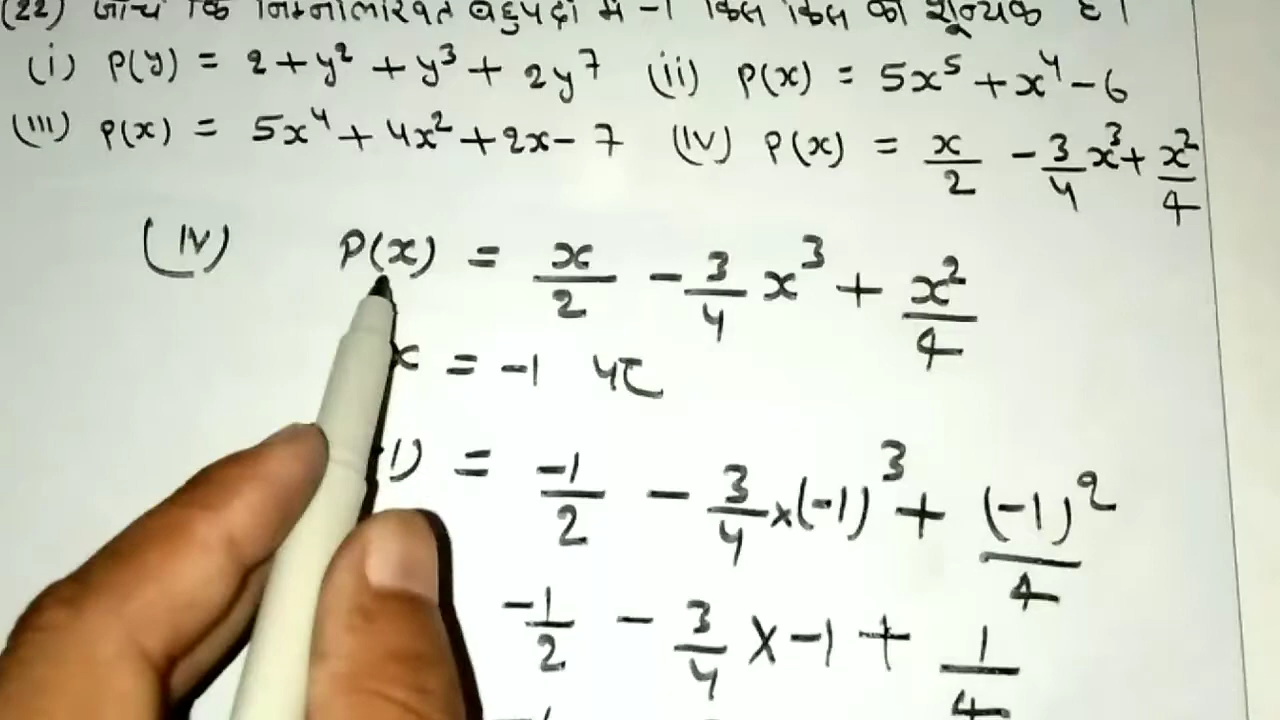 (22) जांच कि निम्नलिखित बहुपदों में -1 किस किस का शून्यक है।
(i) P(y) = 2 + y² + y³ + 2y⁷ (ii) P(x) = 5x⁵ + x⁴ - 6
(iii) P(x) = 5x⁴ + 4x² + 2x - 7 (iv) P(x) = x/2 - 3/4 x³ + x²/4
(iv) P(x) = x/2 - 3/4 x³ + x²/4
x = -1 पर
1) = -1/2 - 3/4 × (-1)³ + (-1)²/4
-1/2 - 3/4 × -1 + 1/4